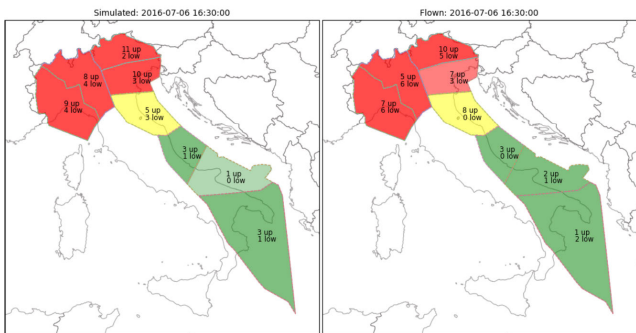 Simulated: 2016-07-06 16:30:00
11 up
2 low
8 up
4 low
10 up
3 low
9 up
4 low
5 up
3 low
3 up
1 low
1 up
0 low
3 up
1 low
Flown: 2016-07-06 16:30:00
10 up
5 low
5 up
6 low
7 up
3 low
7 up
6 low
8 up
0 low
3 up
0 low
2 up
1 low
1 up
2 low